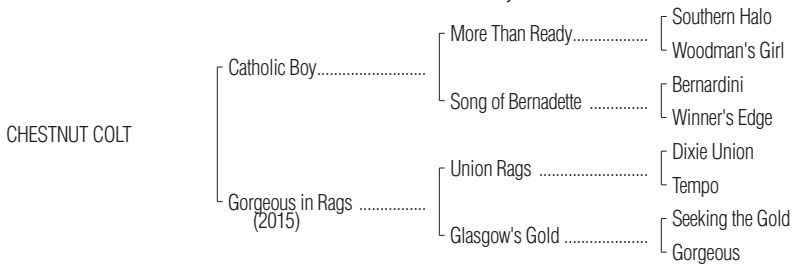 Southern Halo
More Than Ready.................
Woodman's Girl
Catholic Boy.........................
Bernardini
Song of Bernadette .............
Winner's Edge
CHESTNUT COLT
Dixie Union
Union Rags .........................
Tempo
Gorgeous in Rags ................
(2015)
Seeking the Gold
Glasgow's Gold ...................
Gorgeous